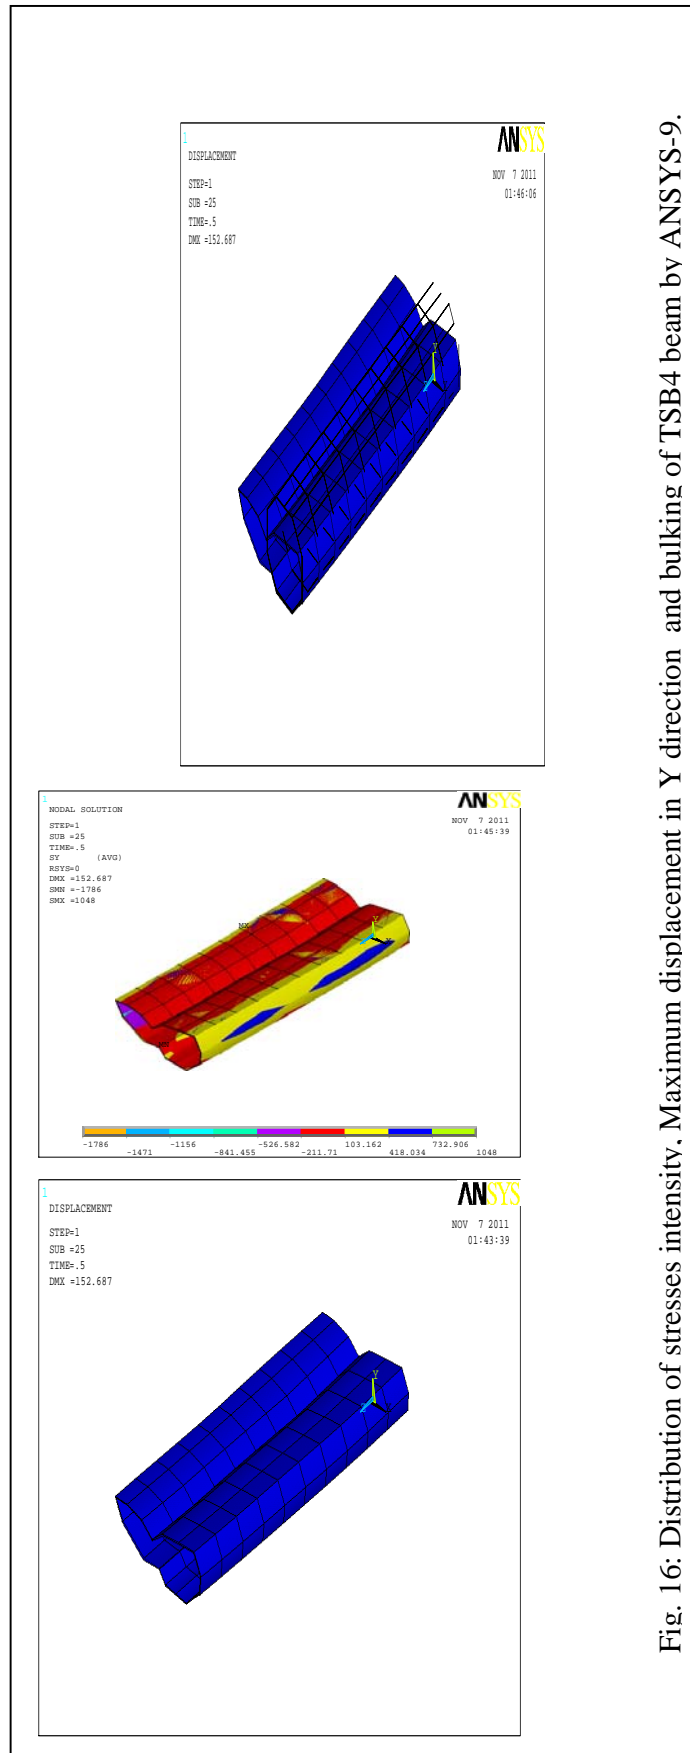 1
ANSYS
DISPLACEMENT
STEP=1
SUB =25
TIME=.5
DMX =152.687
NOV 7 2011
01:46:06
Y
Z
1
ANSYS
NODAL SOLUTION
STEP=1
SUB =25
TIME=.5
SY (AVG)
RSYS=0
DMX =152.687
SMN =-1786
SMX =1048
NOV 7 2011
01:45:39
MX
Y
X
MN
-1786
-1471
-1156
-841.455
-526.582
-211.71
103.162
418.034
732.906
1048
1
ANSYS
DISPLACEMENT
STEP=1
SUB =25
TIME=.5
DMX =152.687
NOV 7 2011
01:43:39
Y
Z
Fig. 16: Distribution of stresses intensity, Maximum displacement in Y direction and bulking of TSB4 beam by ANSYS-9.